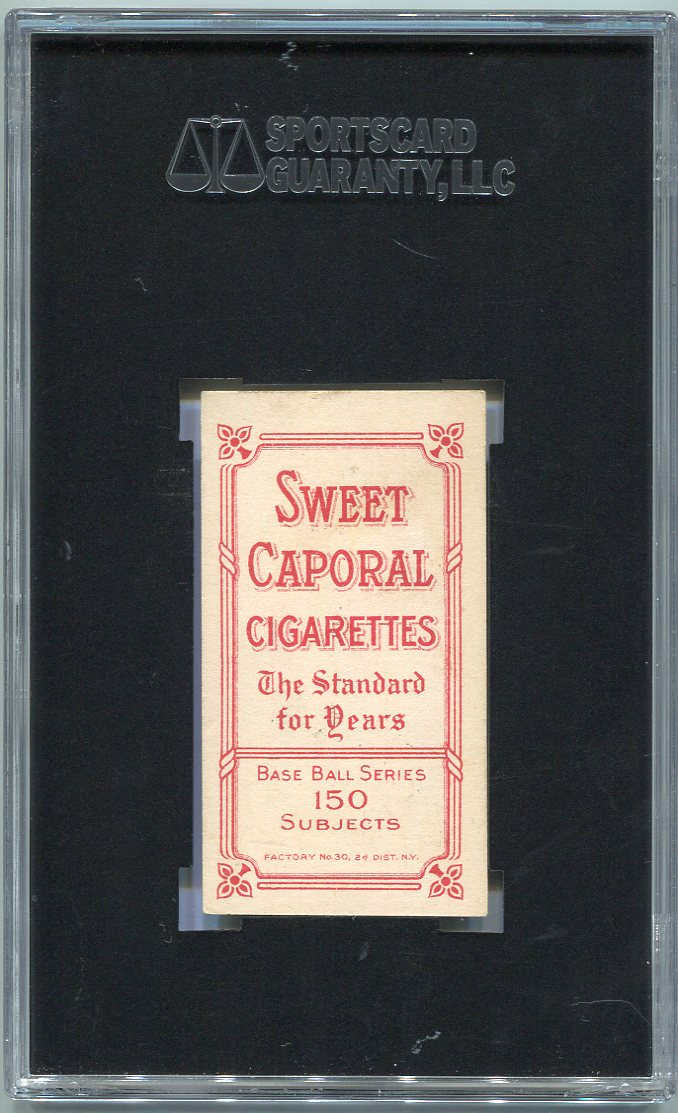 SPORTSCARD
GUARANTY, LLC
SWEET
CAPORAL
CIGARETTES
The Standard
for Years
BASE BALL SERIES
150
SUBJECTS
FACTORY No. 30, 2d DIST. N.Y.